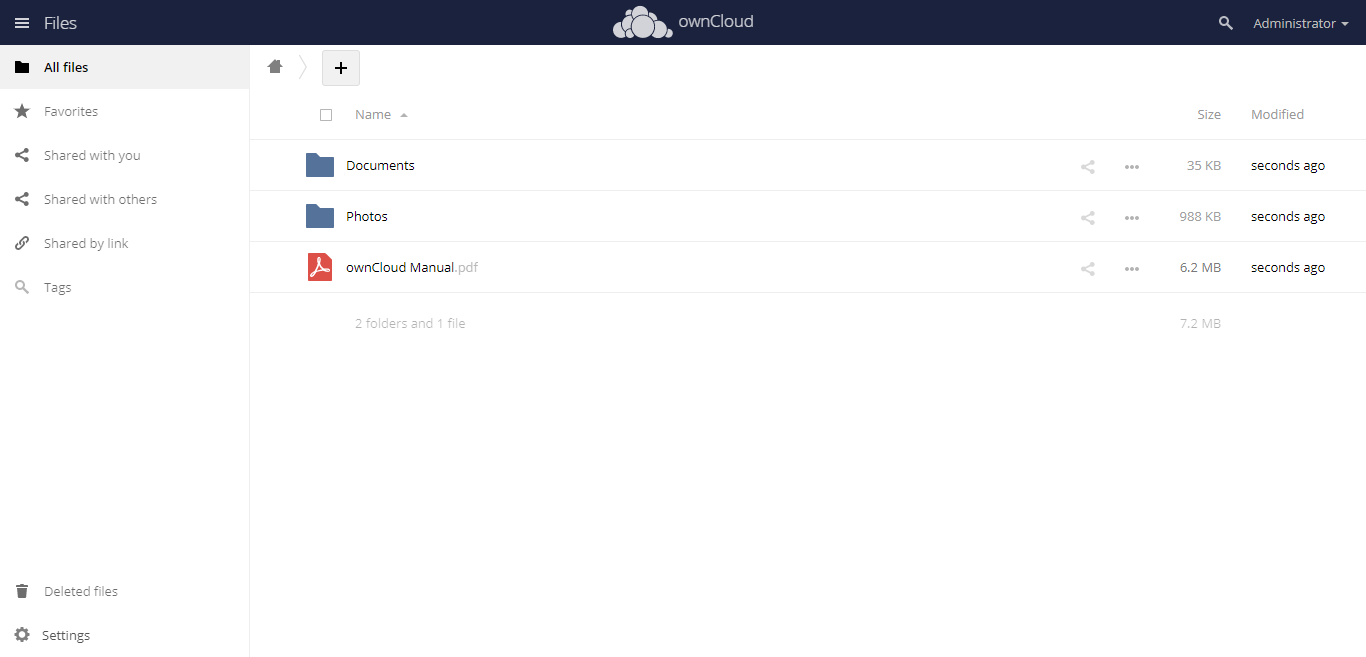 Files
ownCloud
Administrator
All files
Favorites
Shared with you
Shared with others
Shared by link
Tags
Deleted files
Settings
Name Size Modified
Documents 35 KB seconds ago
Photos 988 KB seconds ago
ownCloud Manual.pdf 6.2 MB seconds ago
2 folders and 1 file 7.2 MB